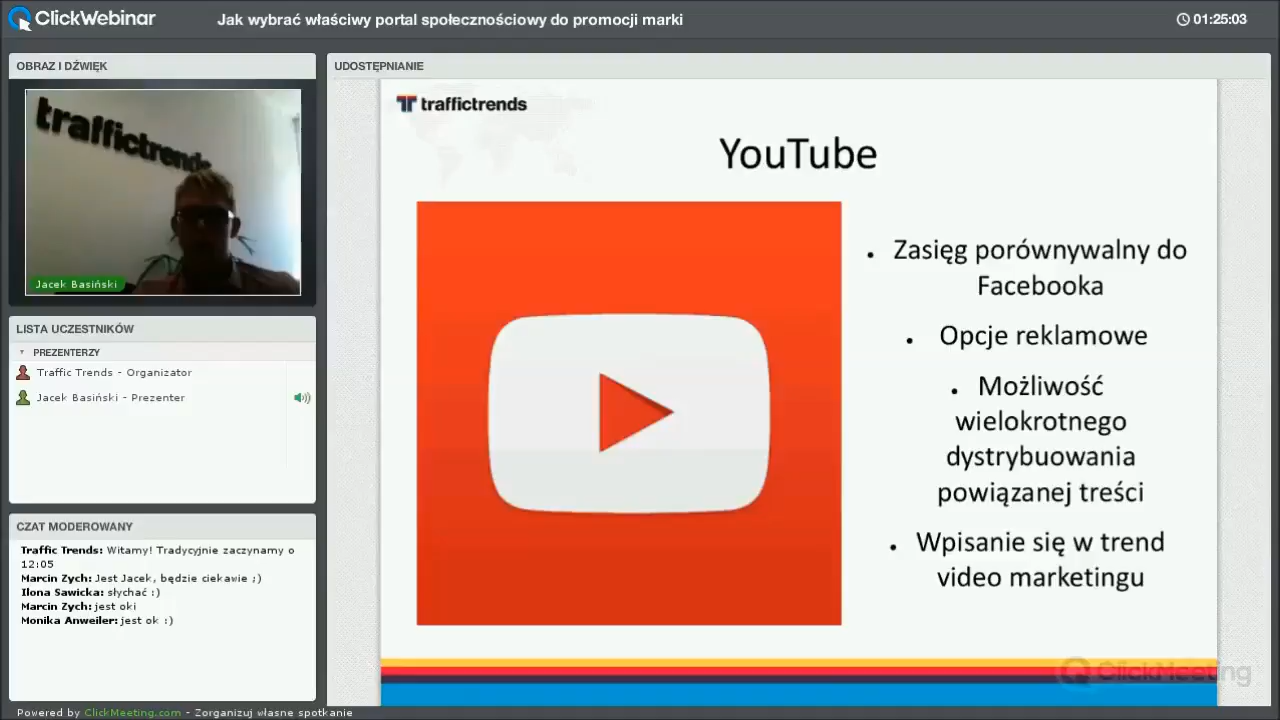 ClickWebinar
Jak wybrać właściwy portal społecznościowy do promocji marki
01:25:03
OBRAZ I DŹWIĘK
traffictrends
Jacek Basiński
LISTA UCZESTNIKÓW
PREZENTERZY
Traffic Trends - Organizator
Jacek Basiński - Prezenter
CZAT MODEROWANY
Traffic Trends: Witamy! Tradycyjnie zaczynamy o
12:05
Marcin Zych: Jest Jacek, będzie ciekawie ;)
Ilona Sawicka: słychać :)
Marcin Zych: jest oki
Monika Anweiler: jest ok :)
UDOSTĘPNIANIE
traffictrends
YouTube
• Zasięg porównywalny do
Facebooka
• Opcje reklamowe
• Możliwość
wielokrotnego
dystrybuowania
powiązanej treści
• Wpisanie się w trend
video marketingu
ClickMeeting
Powered by ClickMeeting.com - Zorganizuj własne spotkanie